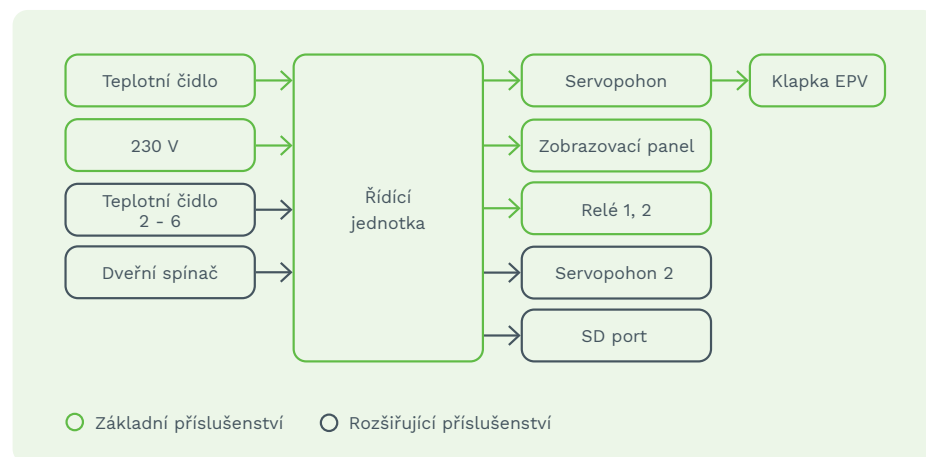 Teplotní čidlo
230 V
Teplotní čidlo
2 - 6
Dveřní spínač
Řídící
jednotka
Servopohon
Klapka EPV
Zobrazovací panel
Relé 1, 2
Servopohon 2
SD port
Základní příslušenství
Rozšiřující příslušenství